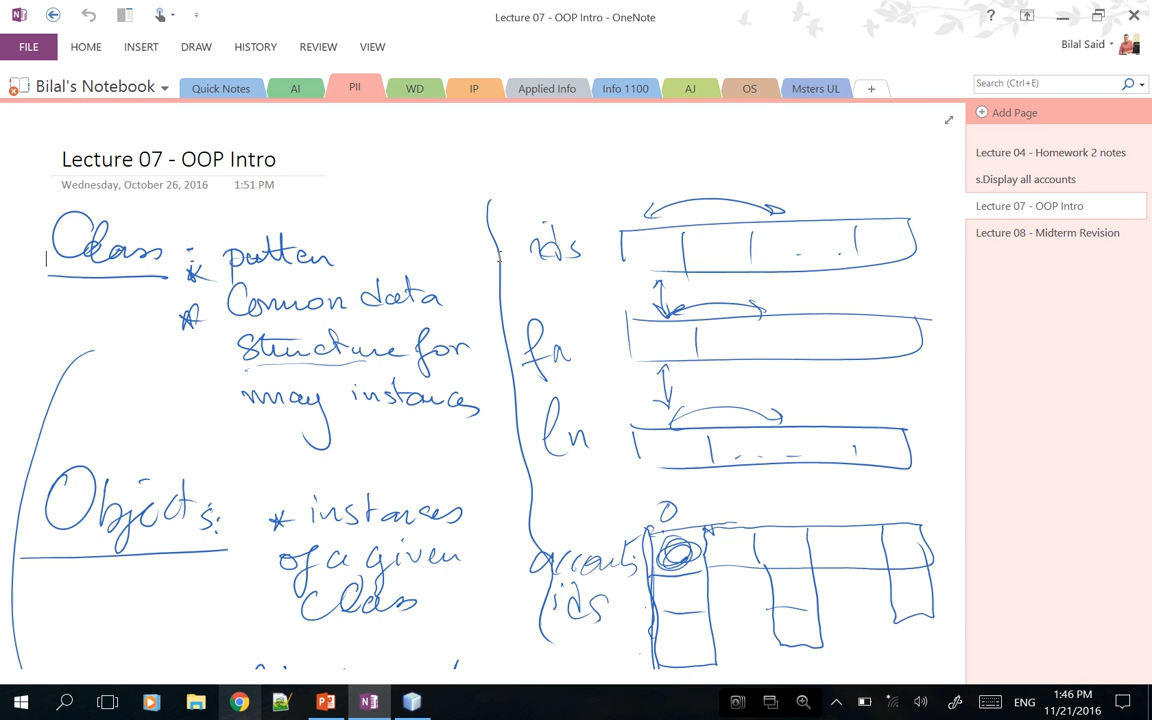 Lecture 07 - OOP Intro - OneNote
?
FILE
HOME
INSERT
DRAW
HISTORY
REVIEW
VIEW
Bilal Said
Bilal's Notebook
Quick Notes
AI
PII
WD
IP
Applied Info
Info 1100
AJ
OS
Msters UL
+
Search (Ctrl+E)
Add Page
Lecture 04 - Homework 2 notes
s.Display all accounts
Lecture 07 - OOP Intro
Lecture 08 - Midterm Revision
Lecture 07 - OOP Intro
Wednesday, October 26, 2016 1:51 PM
Class : * patten
* Common data
structure for
many instances
Objects: * instances
of a given
class
ids
fn
ln
0
accounts
ids
ENG
1:46 PM
11/21/2016